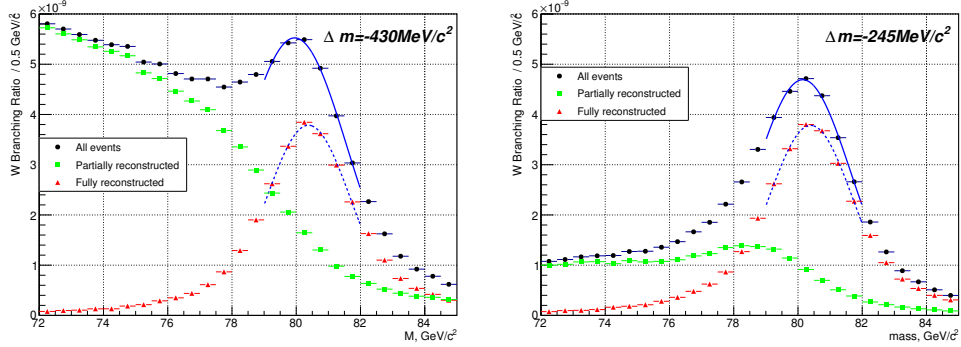 ×10⁻⁹
Δ m=-430MeV/c²
W Branching Ratio / 0.5 GeV/c²
6
5
4
3
2
1
0
All events
Partially reconstructed
Fully reconstructed
72 74 76 78 80 82 84
M, GeV/c²
×10⁻⁹
Δ m=-245MeV/c²
W Branching Ratio / 0.5 GeV/c²
6
5
4
3
2
1
0
All events
Partially reconstructed
Fully reconstructed
72 74 76 78 80 82 84
mass, GeV/c²